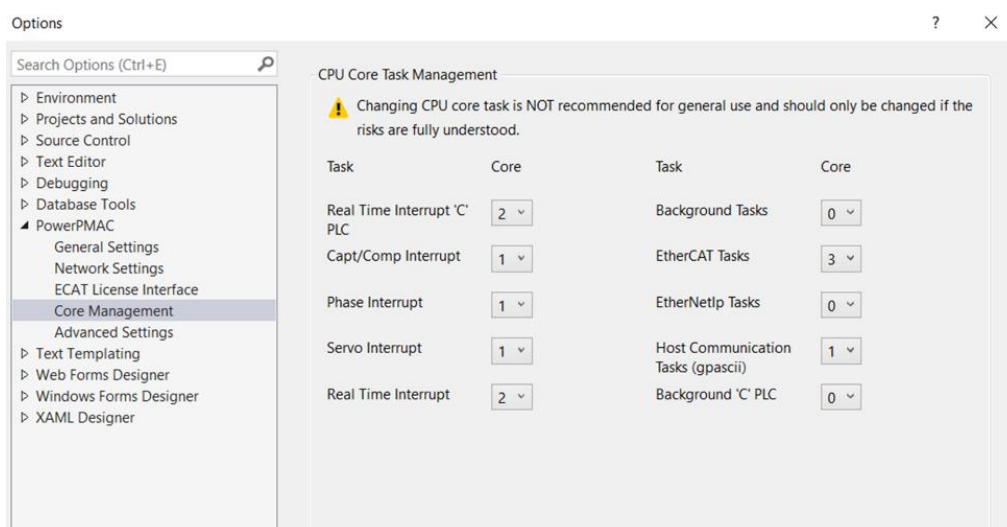 Options
?
Search Options (Ctrl+E)
Environment
Projects and Solutions
Source Control
Text Editor
Debugging
Database Tools
PowerPMAC
General Settings
Network Settings
ECAT License Interface
Core Management
Advanced Settings
Text Templating
Web Forms Designer
Windows Forms Designer
XAML Designer
CPU Core Task Management
Changing CPU core task is NOT recommended for general use and should only be changed if the
risks are fully understood.
Task Core Task Core
Real Time Interrupt 'C' 2 Background Tasks 0
PLC
Capt/Comp Interrupt 1 EtherCAT Tasks 3
Phase Interrupt 1 EtherNetIp Tasks 0
Servo Interrupt 1 Host Communication 1
Tasks (gpascii)
Real Time Interrupt 2 Background 'C' PLC 0